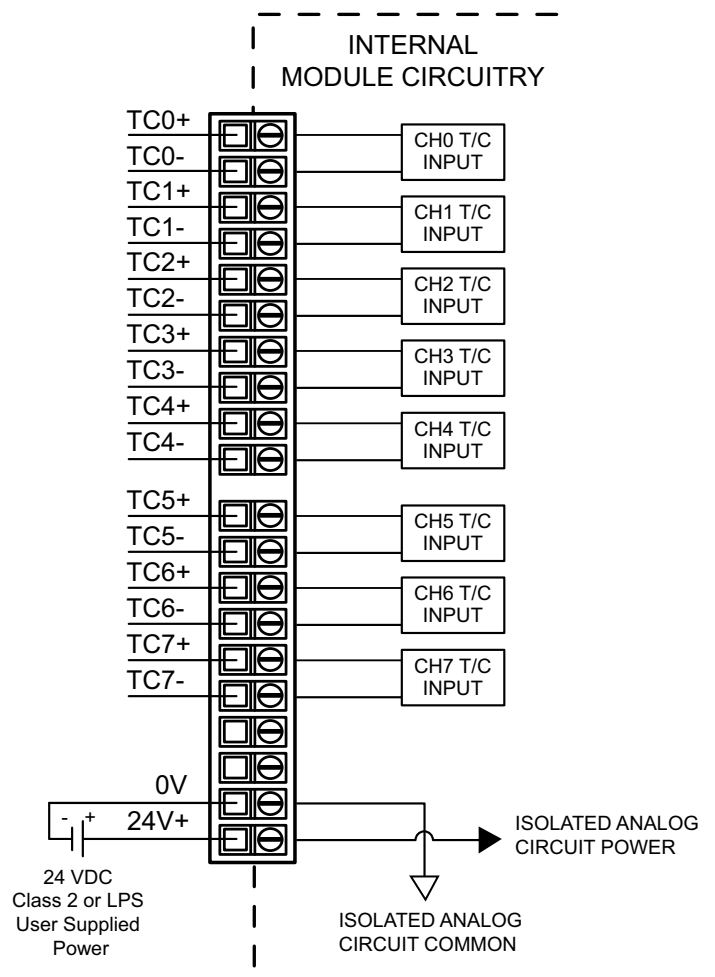 INTERNAL
MODULE CIRCUITRY
TC0+
TC0-
CH0 T/C
INPUT
TC1+
TC1-
CH1 T/C
INPUT
TC2+
TC2-
CH2 T/C
INPUT
TC3+
TC3-
CH3 T/C
INPUT
TC4+
TC4-
CH4 T/C
INPUT
TC5+
TC5-
CH5 T/C
INPUT
TC6+
TC6-
CH6 T/C
INPUT
TC7+
TC7-
CH7 T/C
INPUT
0V
- +
24V+
ISOLATED ANALOG
CIRCUIT POWER
24 VDC
Class 2 or LPS
User Supplied
Power
ISOLATED ANALOG
CIRCUIT COMMON